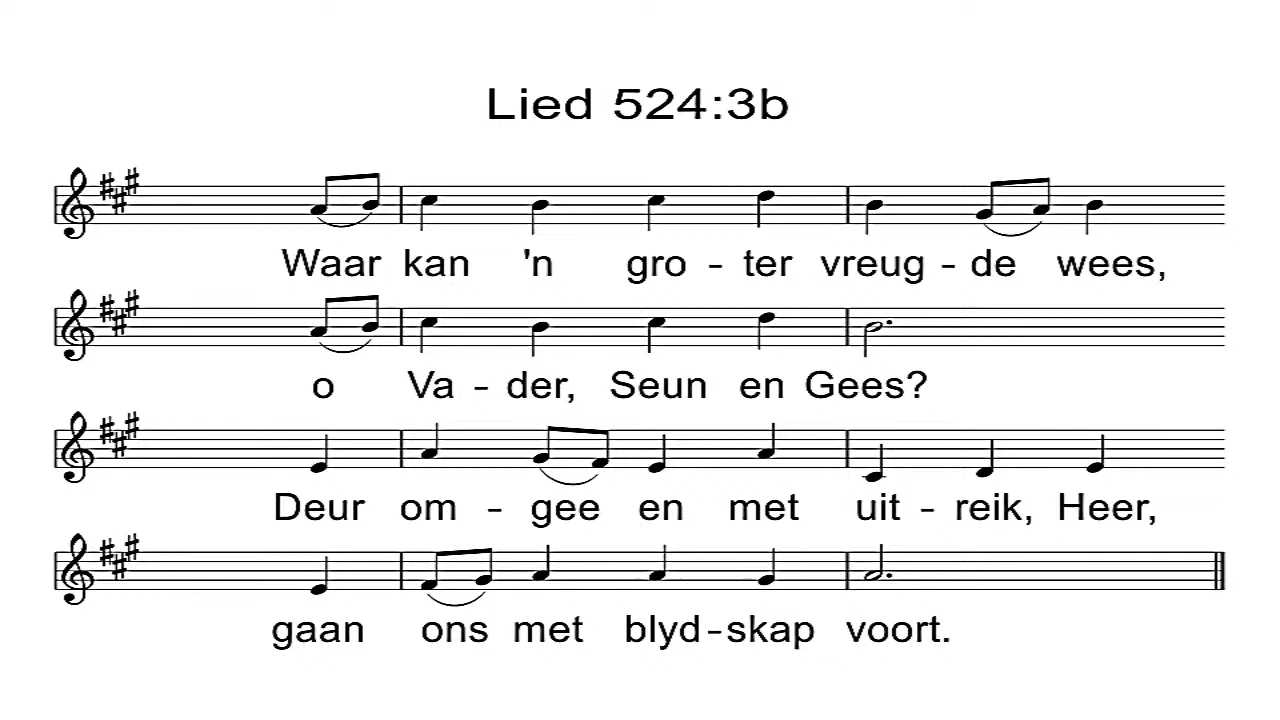 Lied 524:3b
Waar kan 'n gro - ter vreug - de wees,
o Va - der, Seun en Gees?
Deur om - gee en met uit - reik, Heer,
gaan ons met blyd - skap voort.